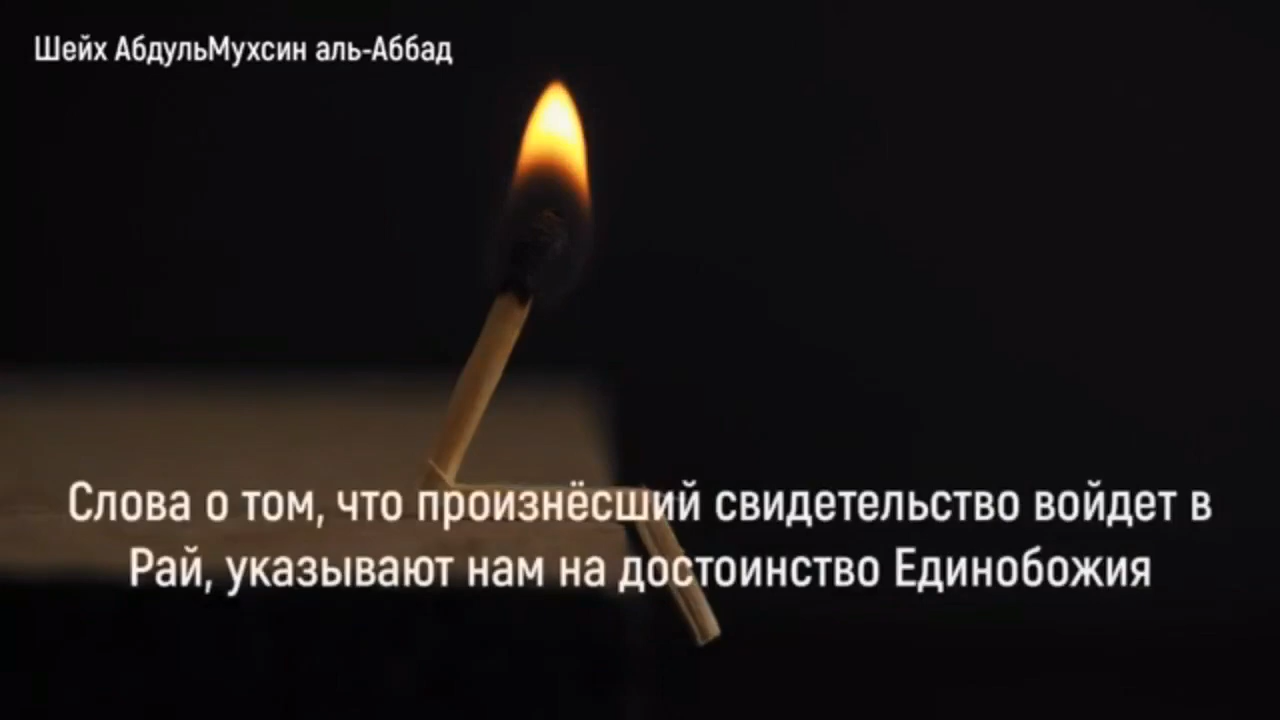 Шейх АбдульМухсин аль-Аббад
Слова о том, что произнёсший свидетельство войдет в
Рай, указывают нам на достоинство Единобожия